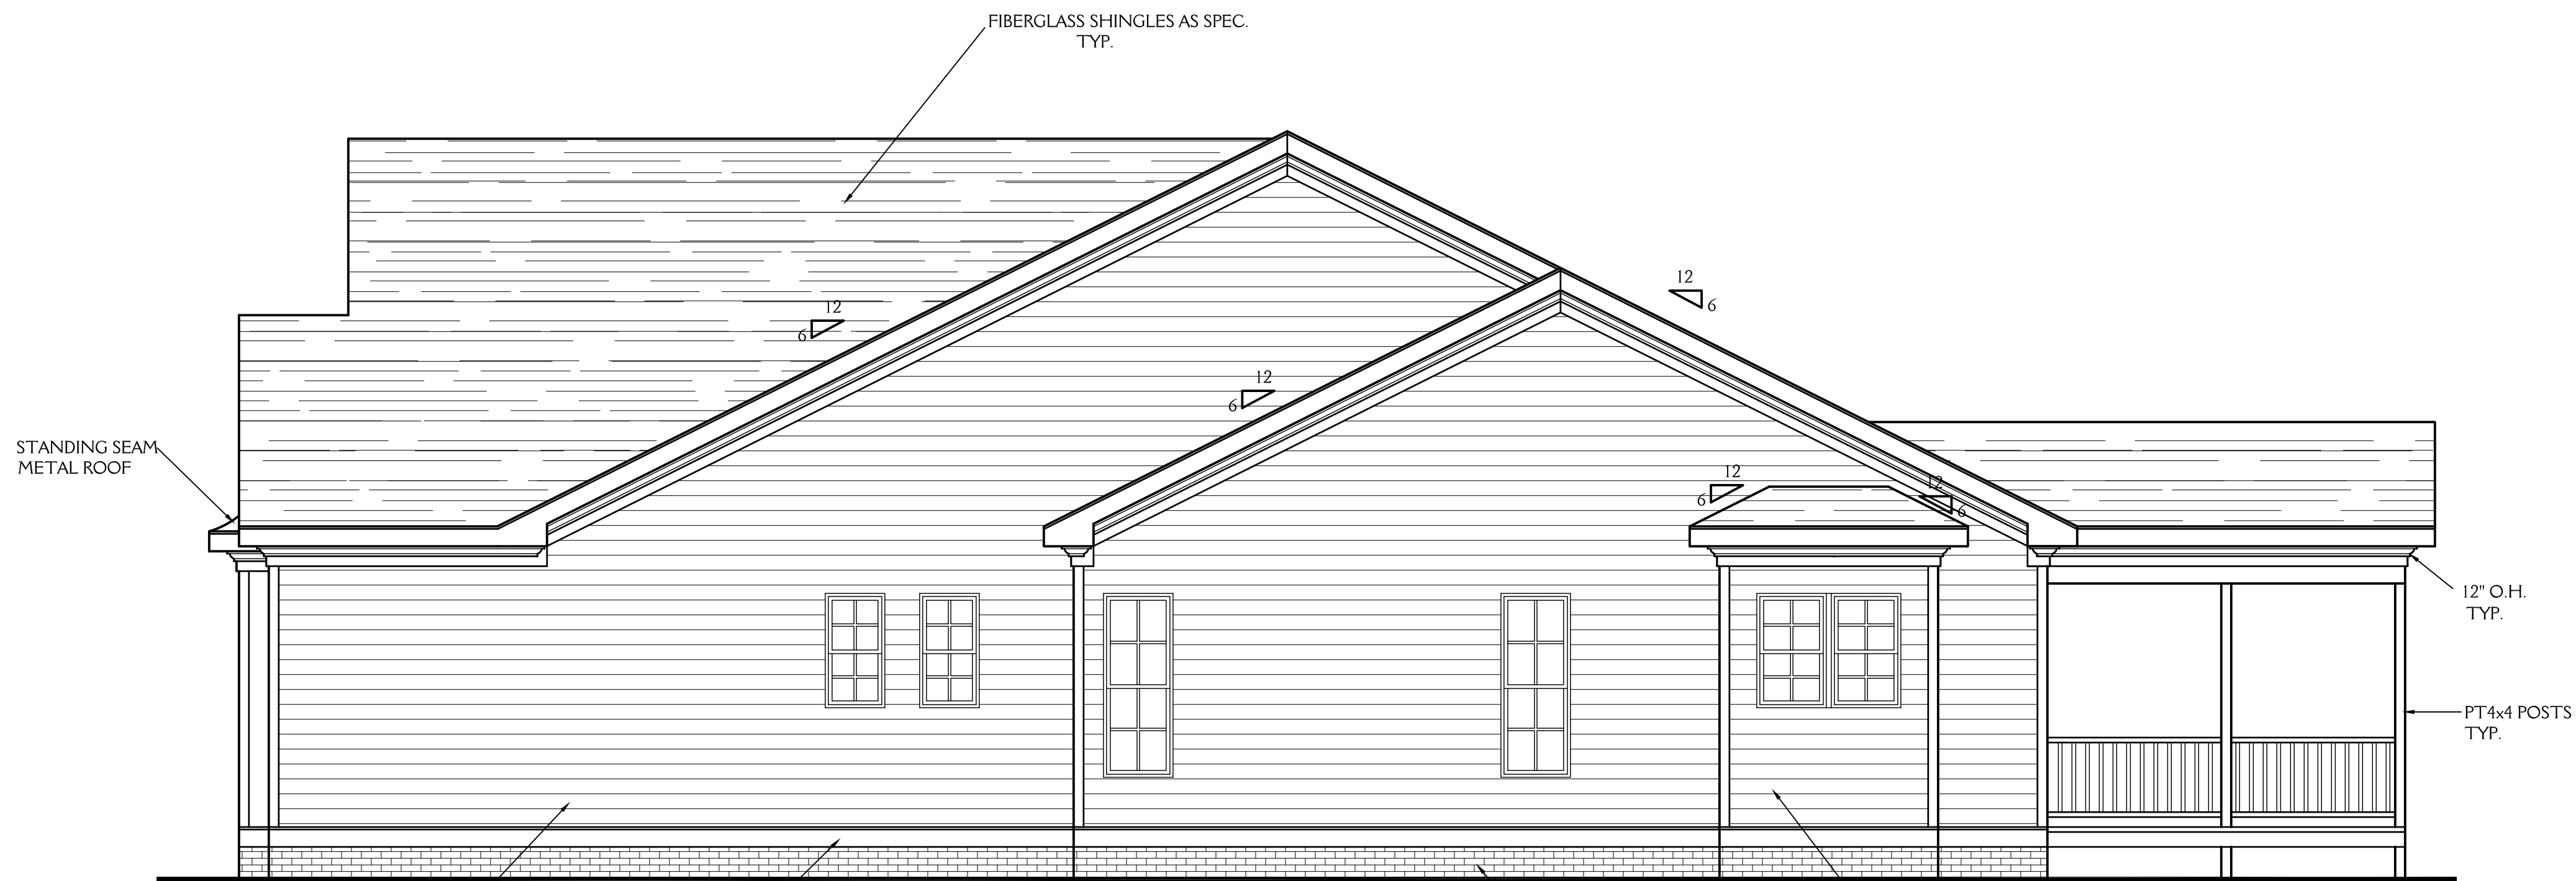 FIBERGLASS SHINGLES AS SPEC.
TYP.
12
6
12
6
12
6
STANDING SEAM
METAL ROOF
12
6
12
6
12" O.H.
TYP.
PT4x4 POSTS
TYP.